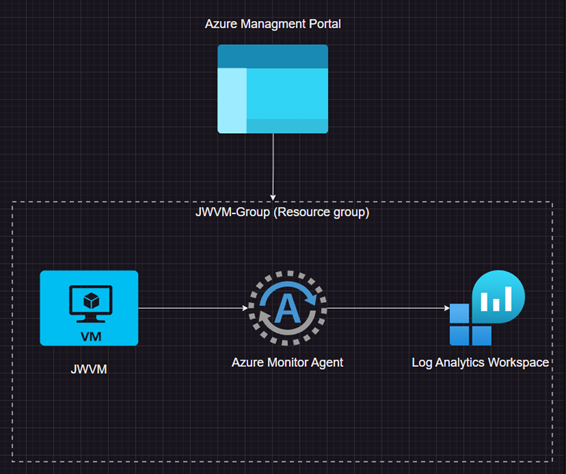 Azure Managment Portal
JWVM-Group (Resource group)
VM
A
JWVM
Azure Monitor Agent
Log Analytics Workspace